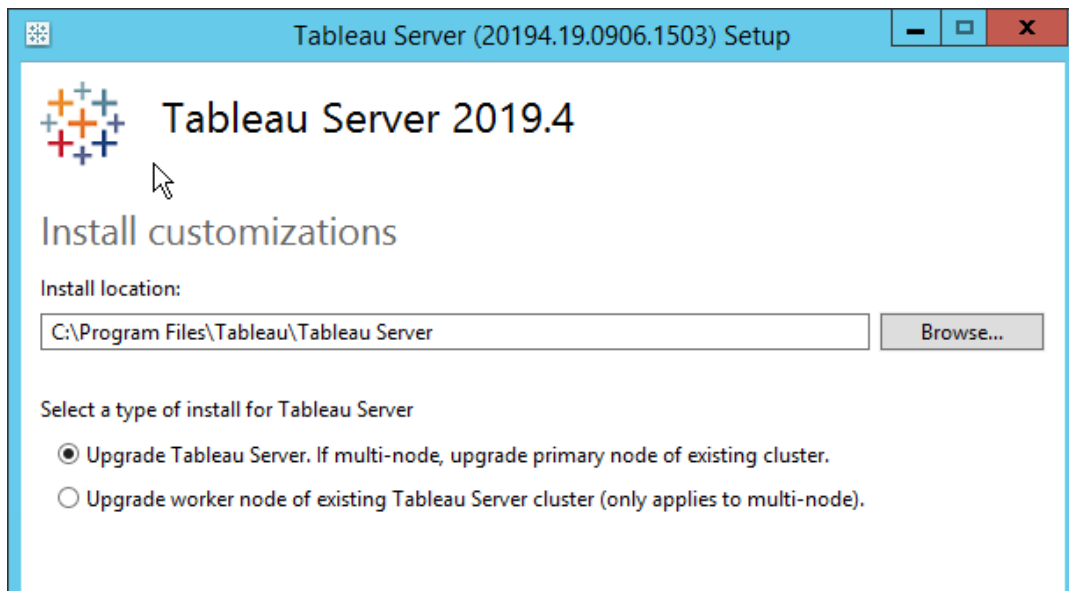 Tableau Server (20194.19.0906.1503) Setup
Tableau Server 2019.4
Install customizations
Install location:
C:\Program Files\Tableau\Tableau Server
Browse...
Select a type of install for Tableau Server
Upgrade Tableau Server. If multi-node, upgrade primary node of existing cluster.
Upgrade worker node of existing Tableau Server cluster (only applies to multi-node).